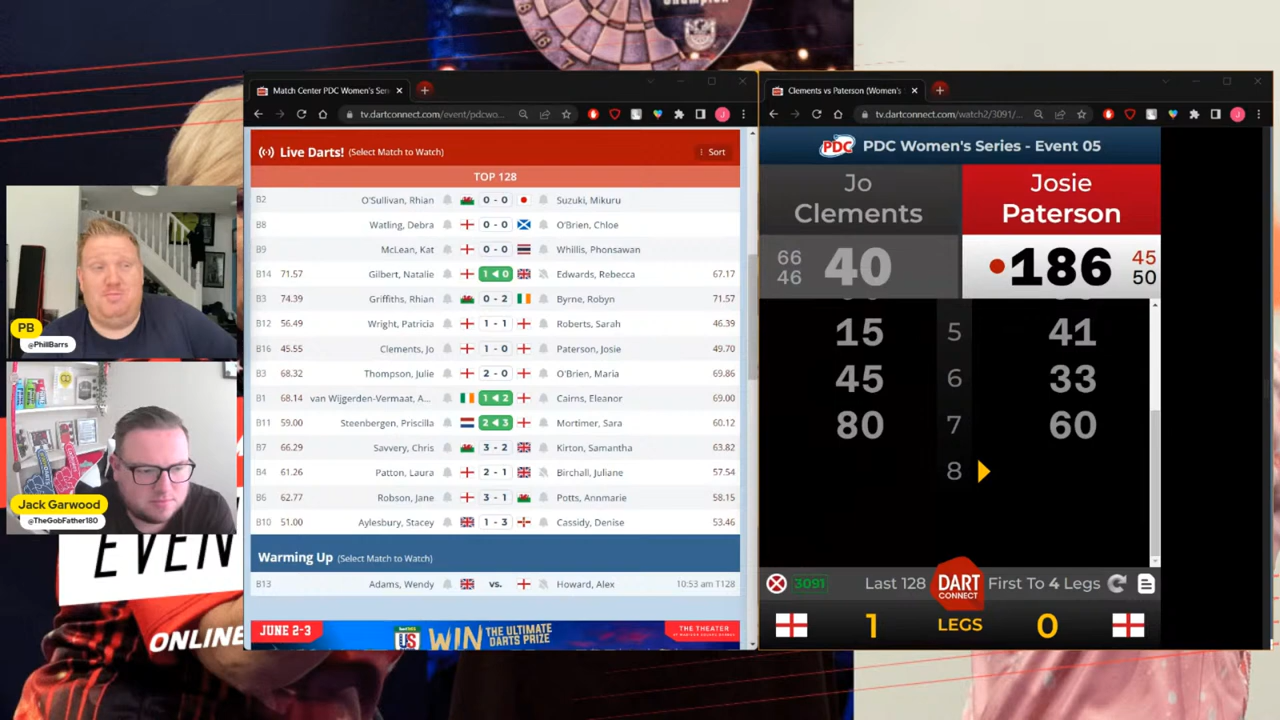 16
7
Champion
Match Center PDC Women's Seri
tv.dartconnect.com/event/pdcwo...
J
Live Darts! (Select Match to Watch)
Sort
TOP 128
B2 O'Sullivan, Rhian 0 - 0 Suzuki, Mikuru
B8 Watling, Debra 0 - 0 O'Brien, Chloe
B9 McLean, Kat 0 - 0 Whillis, Phonsawan
B14 71.57 Gilbert, Natalie 1 ◀ 0 Edwards, Rebecca 67.17
B3 74.39 Griffiths, Rhian 0 - 2 Byrne, Robyn 71.57
B12 56.49 Wright, Patricia 1 - 1 Roberts, Sarah 46.39
B16 45.55 Clements, Jo 1 - 0 Paterson, Josie 49.70
B3 68.32 Thompson, Julie 2 - 0 O'Brien, Maria 69.86
B1 68.14 van Wijgerden-Vermaat, A... 1 ◀ 2 Cairns, Eleanor 69.00
B11 59.00 Steenbergen, Priscilla 2 ◀ 3 Mortimer, Sara 60.12
B7 66.29 Savvery, Chris 3 - 2 Kirton, Samantha 63.82
B4 61.26 Patton, Laura 2 - 1 Birchall, Juliane 57.54
B6 62.77 Robson, Jane 3 - 1 Potts, Annmarie 58.15
B10 51.00 Aylesbury, Stacey 1 - 3 Cassidy, Denise 53.46
Warming Up (Select Match to Watch)
B13 Adams, Wendy vs. Howard, Alex 10:53 am T128
JUNE 2-3
US
WIN THE ULTIMATE
DARTS PRIZE
THE THEATER
Clements vs Paterson (Women's
tv.dartconnect.com/watch2/3091/...
J
PDC PDC Women's Series - Event 05
Jo
Clements
Josie
Paterson
66
46
40
186
45
50
15 5 41
45 6 33
80 7 60
8
3091 Last 128 DART
CONNECT First To 4 Legs
1 LEGS 0
PB
@PhillBarrs
Jack Garwood
@TheGobFather180
EVEN
ONLINE